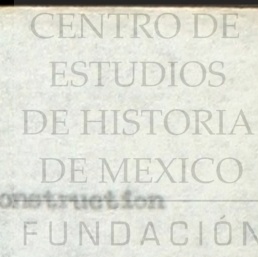 CENTRO DE
ESTUDIOS
DE HISTORIA
DE MEXICO
onstruction
FUNDACIÓN